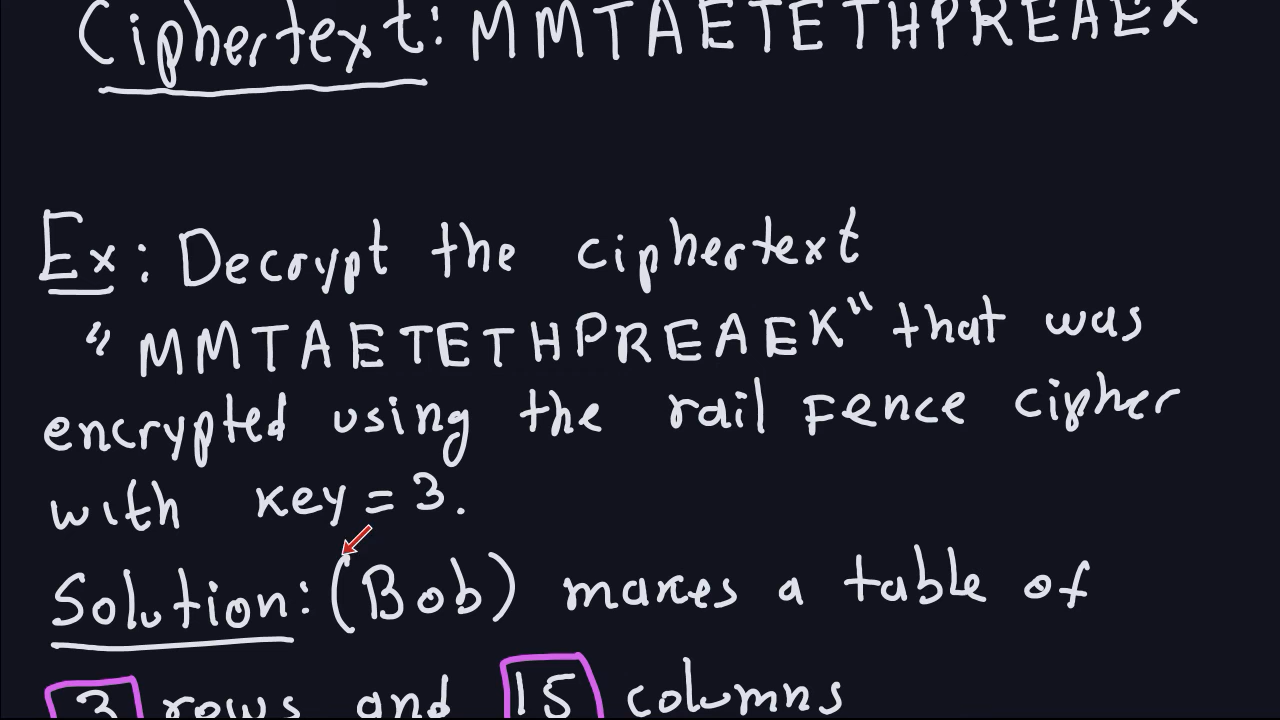 Ciphertext: MMTAETETHPREAEK
Ex: Decrypt the ciphertext
"MMTAETETHPREAEK" that was
encrypted using the rail Fence cipher
with key = 3.
Solution: (Bob) makes a table of
3 rows and 15 columns